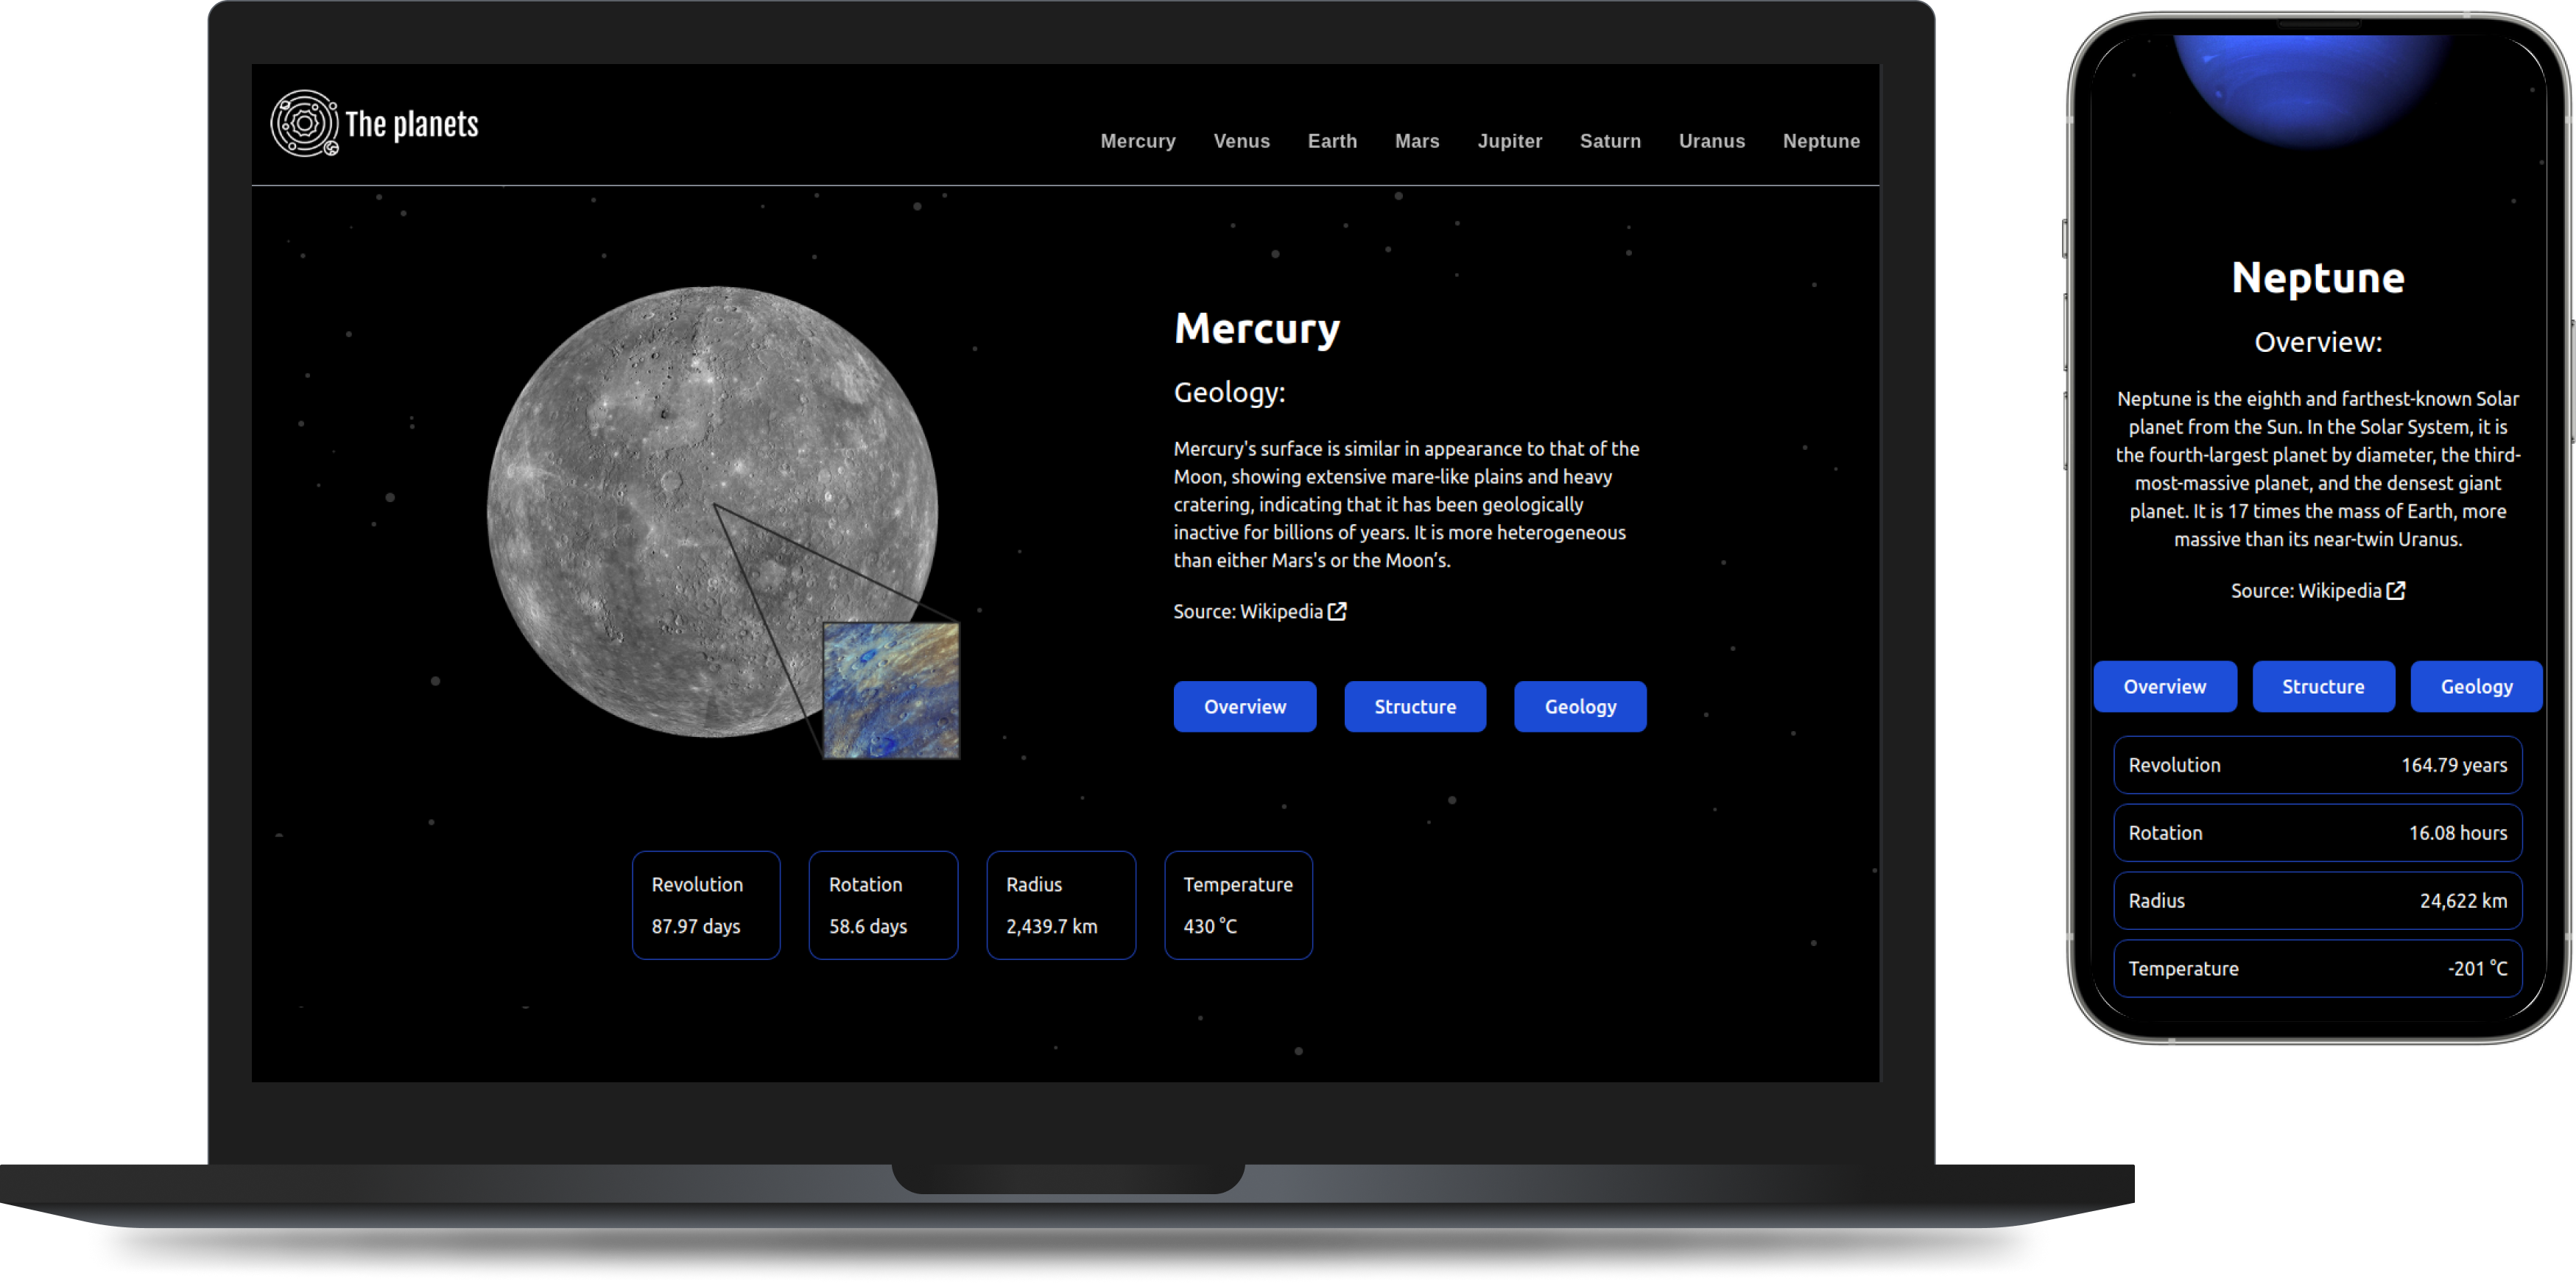 The planets
Mercury Venus Earth Mars Jupiter Saturn Uranus Neptune
Mercury
Geology:
Mercury's surface is similar in appearance to that of the
Moon, showing extensive mare-like plains and heavy
cratering, indicating that it has been geologically
inactive for billions of years. It is more heterogeneous
than either Mars's or the Moon’s.
Source: Wikipedia
Overview Structure Geology
Revolution
87.97 days
Rotation
58.6 days
Radius
2,439.7 km
Temperature
430 °C
Neptune
Overview:
Neptune is the eighth and farthest-known Solar
planet from the Sun. In the Solar System, it is
the fourth-largest planet by diameter, the third-
most-massive planet, and the densest giant
planet. It is 17 times the mass of Earth, more
massive than its near-twin Uranus.
Source: Wikipedia
Overview Structure Geology
Revolution 164.79 years
Rotation 16.08 hours
Radius 24,622 km
Temperature -201 °C